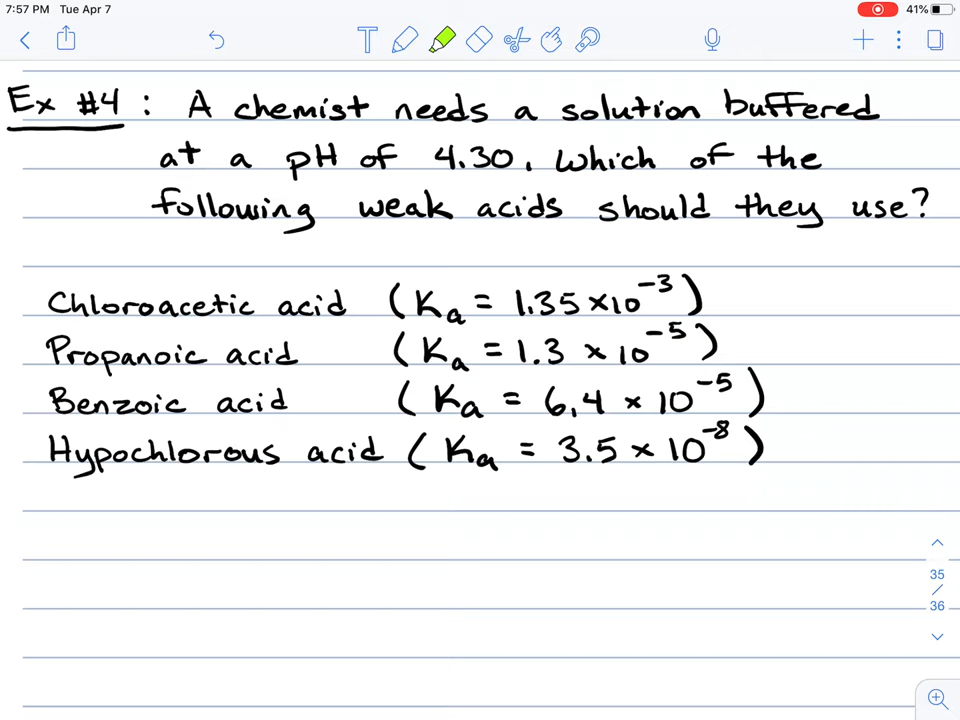 7:57 PM Tue Apr 7
41%
Ex #4 : A chemist needs a solution buffered
at a pH of 4.30. Which of the
following weak acids should they use?
Chloroacetic acid (Ka = 1.35 × 10⁻³)
Propanoic acid (Ka = 1.3 × 10⁻⁵)
Benzoic acid (Ka = 6.4 × 10⁻⁵)
Hypochlorous acid (Ka = 3.5 × 10⁻⁸)
35
/
36